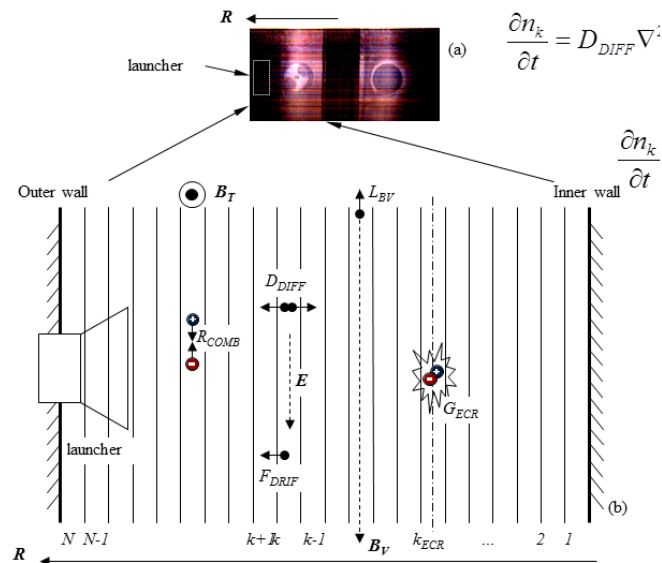 R
(a)
launcher
∂n_k/∂t = D_DIFF ∇²
∂n_k/∂t
Outer wall
B_T
L_BV
Inner wall
D_DIFF
R_COMB
E
G_ECR
launcher
F_DRIF
(b)
N N-1 k+1 k k-1 B_V k_ECR ... 2 1
R